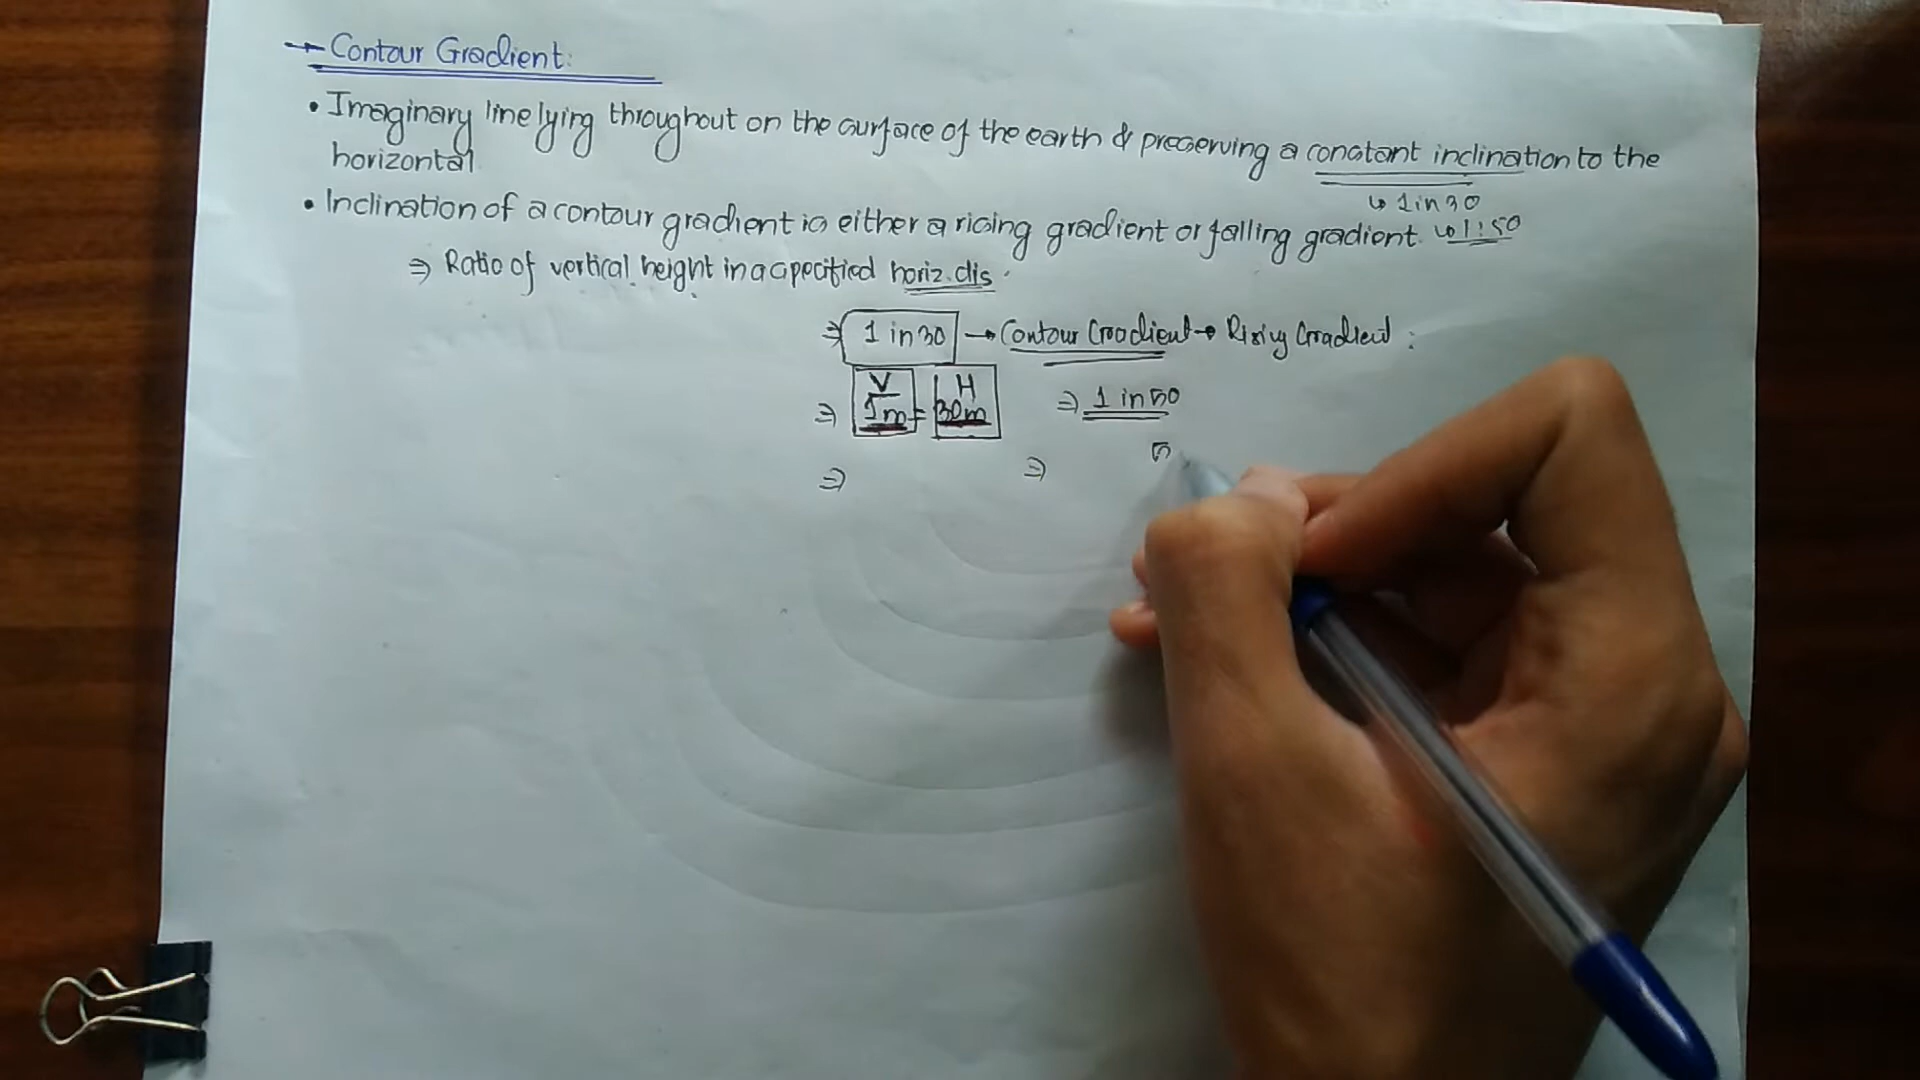 → Contour Gradient:
• Imaginary line lying throughout on the surface of the earth & preserving a constant inclination to the
horizontal
↳ 1 in 30
• Inclination of a contour gradient is either a rising gradient or falling gradient. ↳ 1:50
⇒ Ratio of vertical height in a specified horiz. dis.
⇒ 1 in 30 → Contour Gradient → Rising Gradient:
V H
⇒ 1m = 30m ⇒ 1 in 50
⇒ ⇒ 5